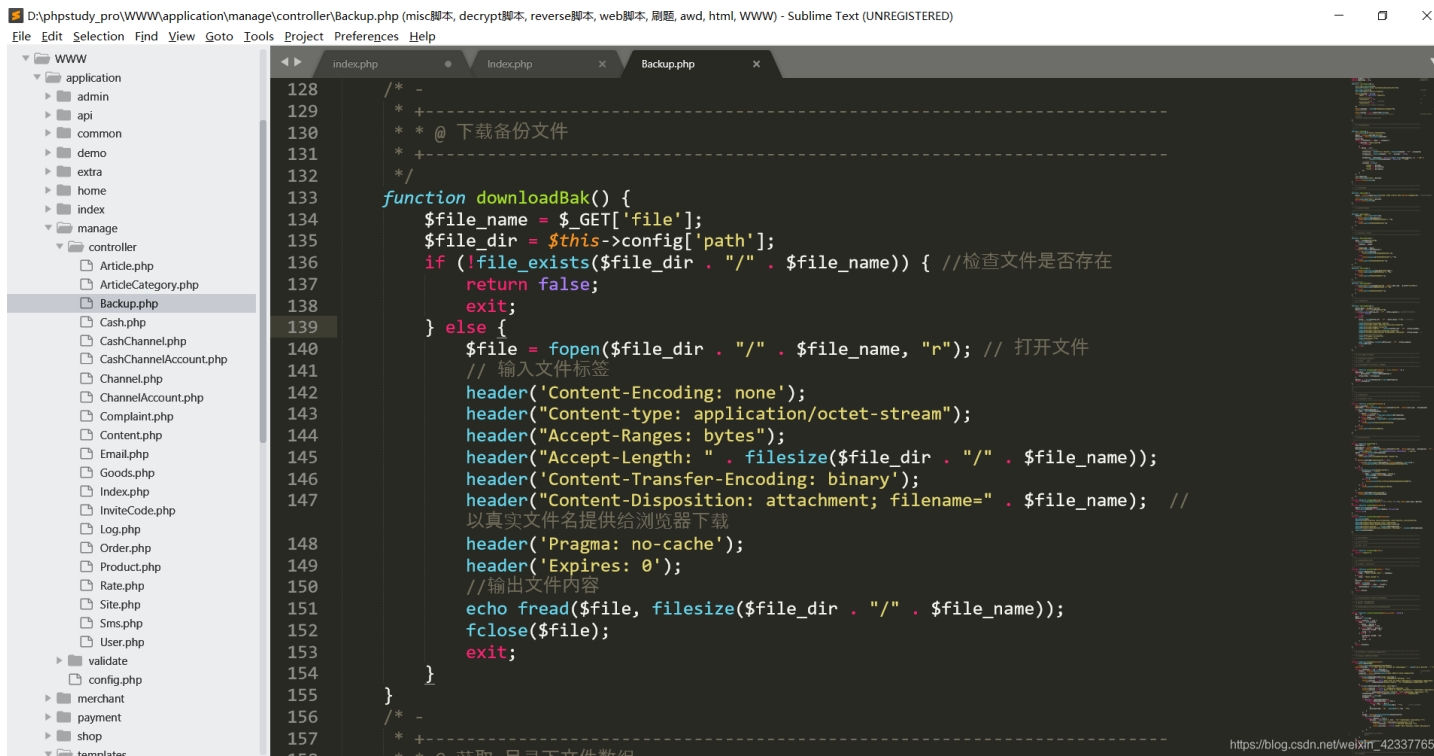 D:\phpstudy_pro\WWW\application\manage\controller\Backup.php (misc脚本, decrypt脚本, reverse脚本, web脚本, 刷题, awd, html, WWW) - Sublime Text (UNREGISTERED)
File Edit Selection Find View Goto Tools Project Preferences Help
WWW
application
admin
api
common
demo
extra
home
index
manage
controller
Article.php
ArticleCategory.php
Backup.php
Cash.php
CashChannel.php
CashChannelAccount.php
Channel.php
ChannelAccount.php
Complaint.php
Content.php
Email.php
Goods.php
Index.php
InviteCode.php
Log.php
Order.php
Product.php
Rate.php
Site.php
Sms.php
User.php
validate
config.php
merchant
payment
shop
templates
index.php Index.php Backup.php
128 /* -
129 * +-----------------------------------------------------------------------
130 * * @ 下载备份文件
131 * +-----------------------------------------------------------------------
132 */
133 function downloadBak() {
134 $file_name = $_GET['file'];
135 $file_dir = $this->config['path'];
136 if (!file_exists($file_dir . "/" . $file_name)) { //检查文件是否存在
137 return false;
138 exit;
139 } else {
140 $file = fopen($file_dir . "/" . $file_name, "r"); // 打开文件
141 // 输入文件标签
142 header('Content-Encoding: none');
143 header("Content-type: application/octet-stream");
144 header("Accept-Ranges: bytes");
145 header("Accept-Length: " . filesize($file_dir . "/" . $file_name));
146 header('Content-Transfer-Encoding: binary');
147 header("Content-Disposition: attachment; filename=" . $file_name); //
以真实文件名提供给浏览器下载
148 header('Pragma: no-cache');
149 header('Expires: 0');
150 //输出文件内容
151 echo fread($file, filesize($file_dir . "/" . $file_name));
152 fclose($file);
153 exit;
154 }
155 }
156 /* -
157 * +-----------------------------------------------------------------------
https://blog.csdn.net/weixin_42337765